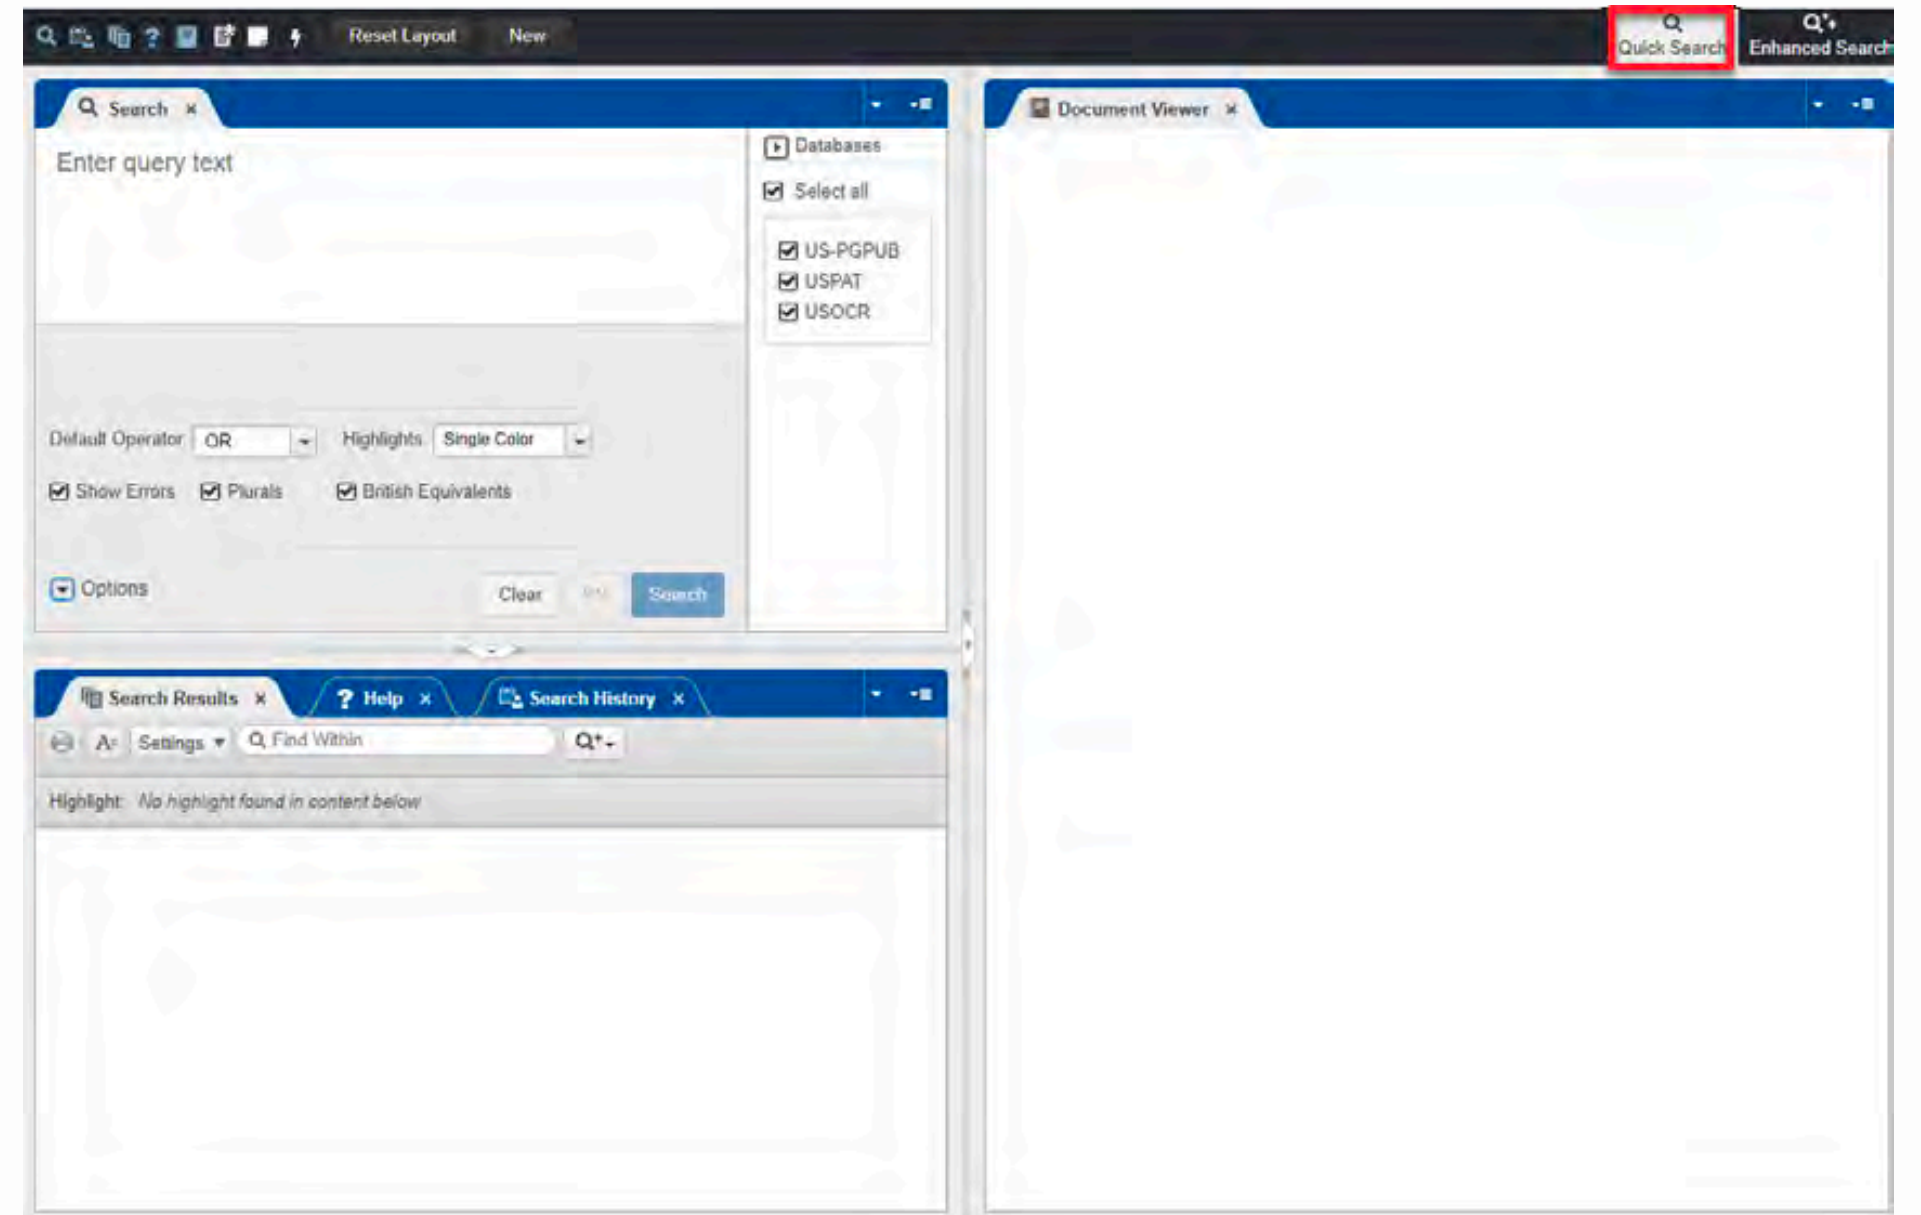 Reset Layout New
Quick Search
Enhanced Search
Search
Document Viewer
Enter query text
Databases
Select all
US-PGPUB
USPAT
USOCR
Default Operator OR Highlights Single Color
Show Errors Plurals British Equivalents
Options Clear Search
Search Results Help Search History
Settings Find Within
Highlight: No highlight found in content below